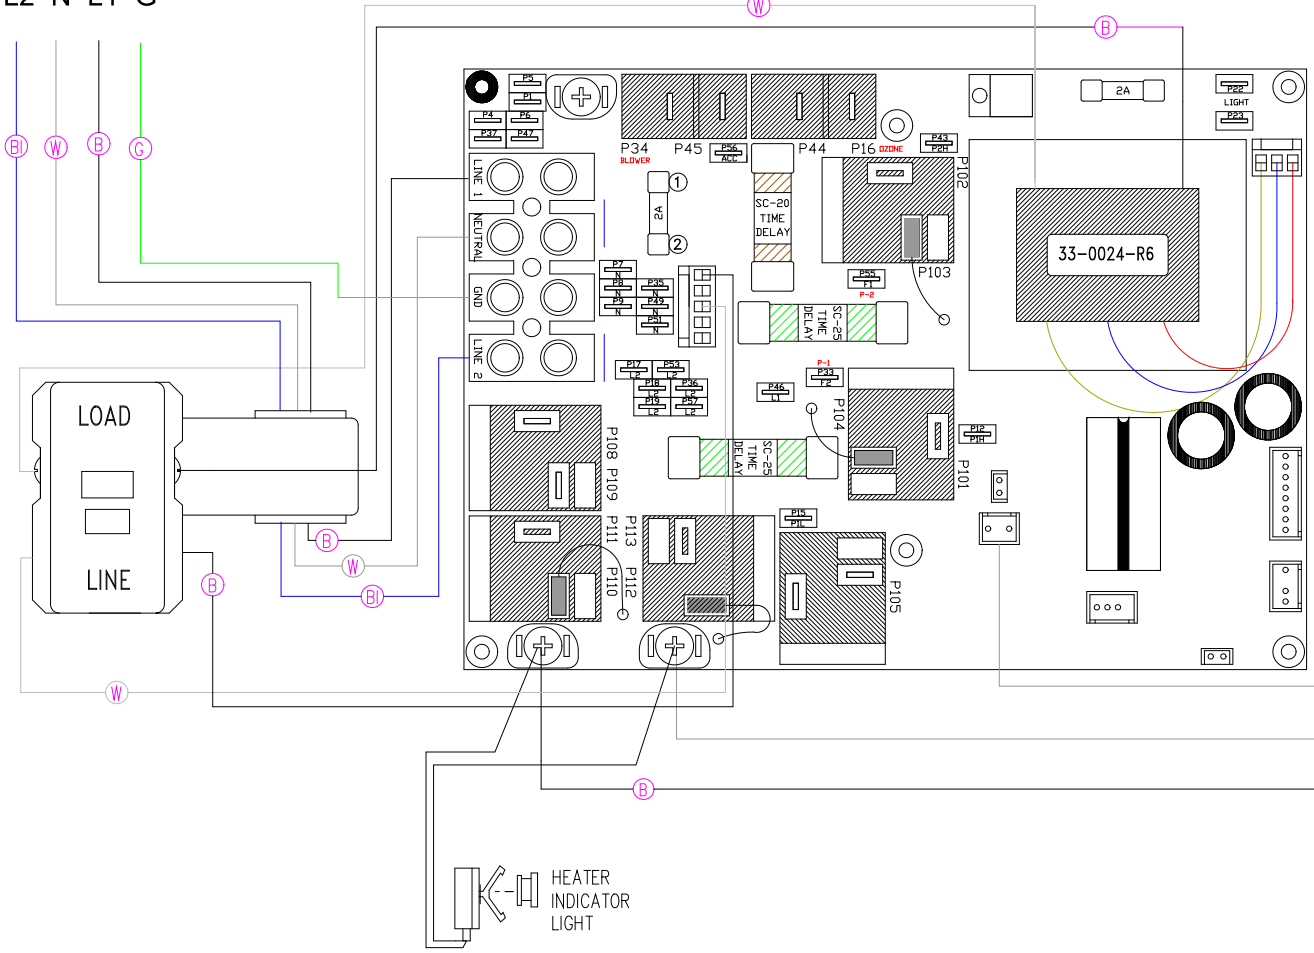 L2 N L1 G
W
B
BI
W
B
G
P5
P1
P4
P6
P37
P47
P34
BLOWER
P45
P56
ACC
P44
P16
OZONE
P43
P2H
2A
P22
LIGHT
P23
LINE 1
NEUTRAL
GND
LINE 2
1
2A
2
SC-20
TIME
DELAY
P102
P103
P55
F1
P-2
33-0024-R6
P7
N
P8
N
P9
N
P35
N
P49
N
P51
N
SC-25
TIME
DELAY
P-1
P33
F2
P17
L2
P53
L2
P18
L2
P36
L2
P19
L2
P57
L2
P46
L1
P104
P12
P1H
P101
SC-25
TIME
DELAY
P108
P109
P15
P1L
P111
P110
P113
P112
P105
LOAD
LINE
B
W
BI
B
W
B
HEATER
INDICATOR
LIGHT